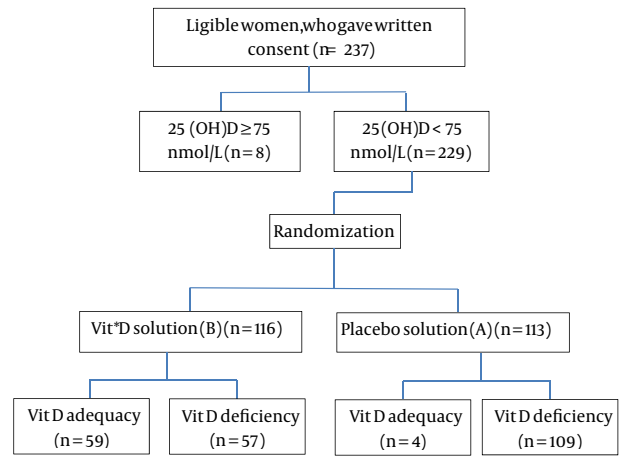 Ligible women, who gave written
consent (n= 237)
25 (OH)D ≥ 75
nmol/L (n = 8)
25 (OH)D < 75
nmol/L (n = 229)
Randomization
Vit*D solution (B) (n = 116)
Placebo solution (A) (n = 113)
Vit D adequacy
(n = 59)
Vit D deficiency
(n = 57)
Vit D adequacy
(n = 4)
Vit D deficiency
(n = 109)